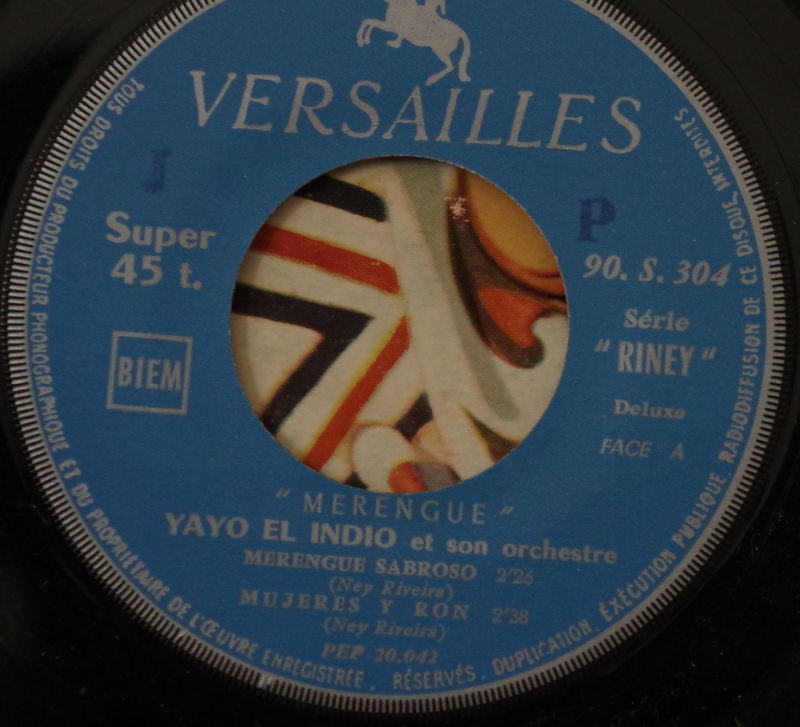 VERSAILLES
J
P
Super
45 t.
90. S. 304
Série
" RINEY "
BIEM
Deluxe
FACE A
" MERENGUE "
YAYO EL INDIO et son orchestre
MERENGUE SABROSO 2'26
(Ney Riveira)
MUJERES Y RON 2'38
(Ney Riveira)
PEP 20.042
TOUS DROITS DU PRODUCTEUR PHONOGRAPHIQUE ET DU PROPRIÉTAIRE DE L'ŒUVRE ENREGISTRÉE. RÉSERVÉS. DUPLICATION. ÉXÉCUTION PUBLIQUE RADIODIFFUSION DE CE DISQUE, INTERDITES